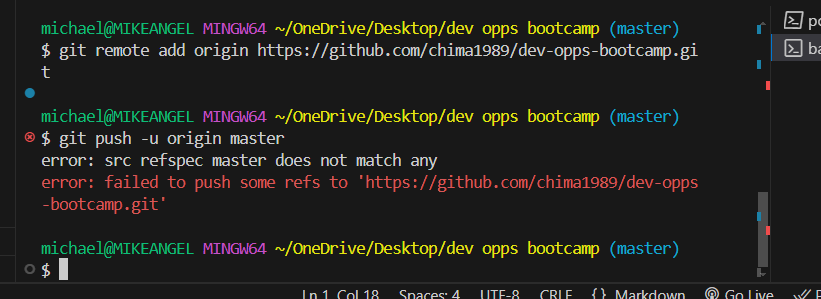 michael@MIKEANGEL MINGW64 ~/OneDrive/Desktop/dev opps bootcamp (master)
$ git remote add origin https://github.com/chima1989/dev-opps-bootcamp.gi
t
michael@MIKEANGEL MINGW64 ~/OneDrive/Desktop/dev opps bootcamp (master)
$ git push -u origin master
error: src refspec master does not match any
error: failed to push some refs to 'https://github.com/chima1989/dev-opps
-bootcamp.git'
michael@MIKEANGEL MINGW64 ~/OneDrive/Desktop/dev opps bootcamp (master)
$
po
ba
Ln 1, Col 18 Spaces: 4 UTF-8 CRLF {} Markdown Go Live